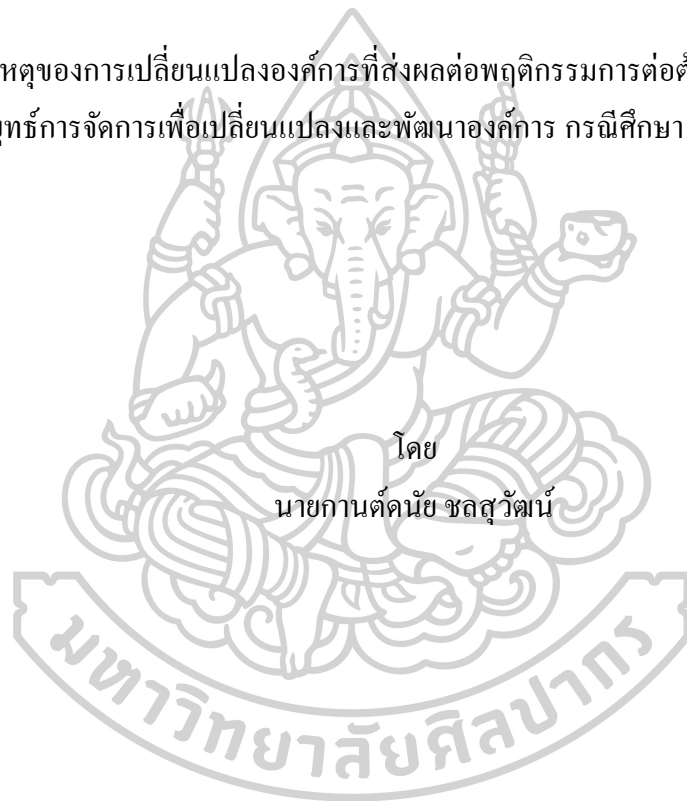 หตุของการเปลี่ยนแปลงองค์การที่ส่งผลต่อพฤติกรรมการต่อต้
ยุทธ์การจัดการเพื่อเปลี่ยนแปลงและพัฒนาองค์การ กรณีศึกษา
โดย
นายกานต์ดนัย ชลสุวัฒน์
มหาวิทยาลัยศิลปากร